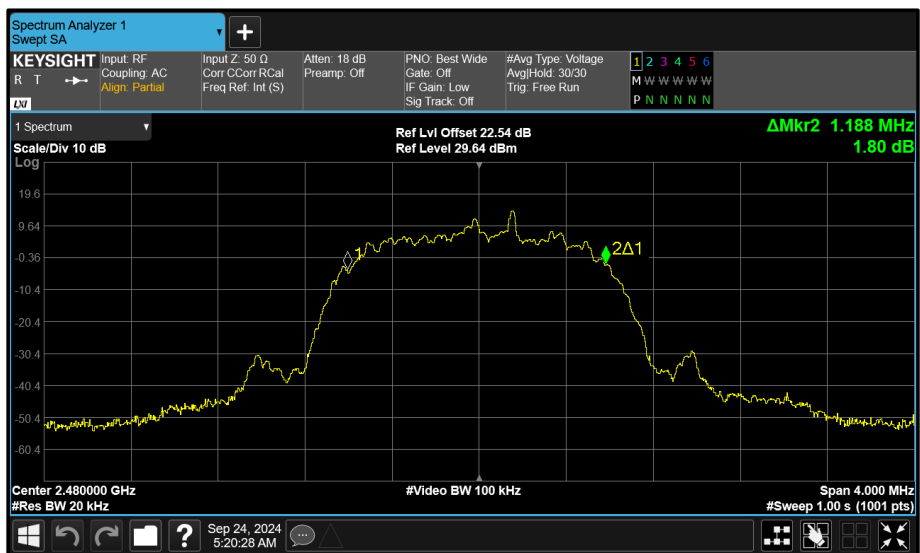 Spectrum Analyzer 1
Swept SA
KEYSIGHT
R T
LXI
Input: RF
Coupling: AC
Align: Partial
Input Z: 50 Ω
Corr CCorr RCal
Freq Ref: Int (S)
Atten: 18 dB
Preamp: Off
PNO: Best Wide
Gate: Off
IF Gain: Low
Sig Track: Off
#Avg Type: Voltage
Avg|Hold: 30/30
Trig: Free Run
1 2 3 4 5 6
M W W W W W
P N N N N N
1 Spectrum
Scale/Div 10 dB
Ref Lvl Offset 22.54 dB
Ref Level 29.64 dBm
ΔMkr2 1.188 MHz
1.80 dB
Log
19.6
9.64
-0.36
-10.4
-20.4
-30.4
-40.4
-50.4
-60.4
1
2Δ1
Center 2.480000 GHz
#Res BW 20 kHz
#Video BW 100 kHz
Span 4.000 MHz
#Sweep 1.00 s (1001 pts)
?
Sep 24, 2024
5:20:28 AM